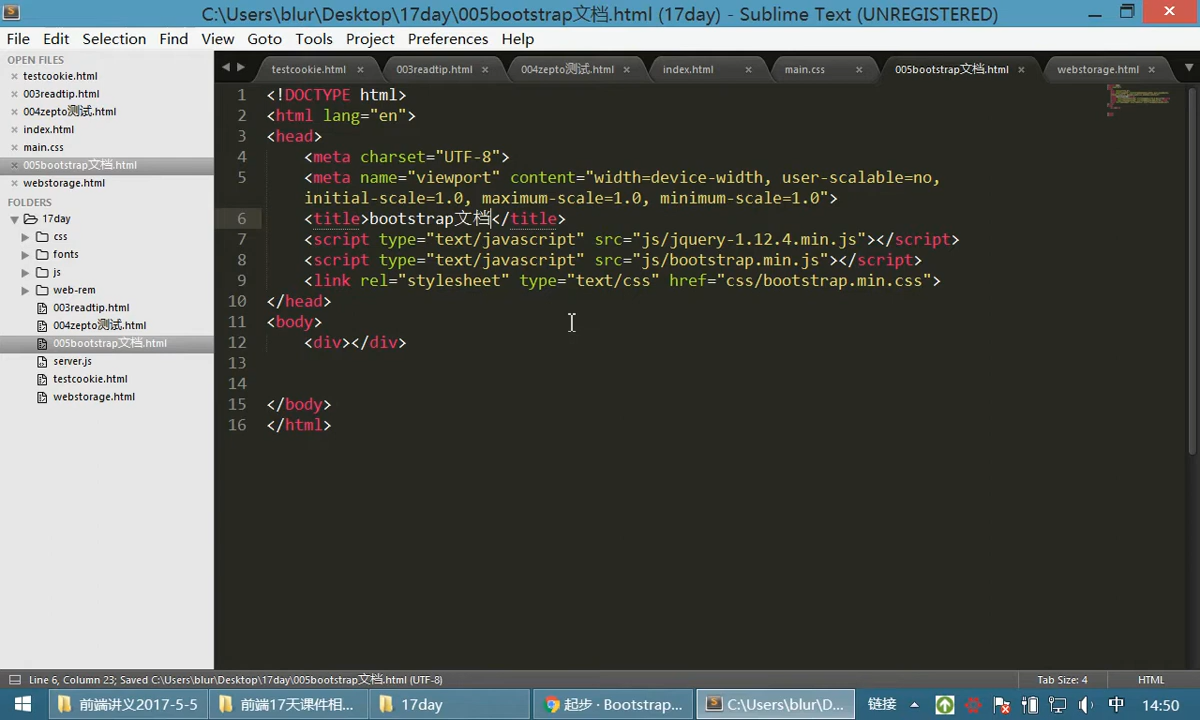 C:\Users\blur\Desktop\17day\005bootstrap文档.html (17day) - Sublime Text (UNREGISTERED)
File Edit Selection Find View Goto Tools Project Preferences Help
OPEN FILES
testcookie.html
003readtip.html
004zepto测试.html
index.html
main.css
005bootstrap文档.html
webstorage.html
FOLDERS
17day
css
fonts
js
web-rem
003readtip.html
004zepto测试.html
005bootstrap文档.html
server.js
testcookie.html
webstorage.html
testcookie.html 003readtip.html 004zepto测试.html index.html main.css 005bootstrap文档.html webstorage.html
1 <!DOCTYPE html>
2 <html lang="en">
3 <head>
4 <meta charset="UTF-8">
5 <meta name="viewport" content="width=device-width, user-scalable=no,
initial-scale=1.0, maximum-scale=1.0, minimum-scale=1.0">
6 <title>bootstrap文档</title>
7 <script type="text/javascript" src="js/jquery-1.12.4.min.js"></script>
8 <script type="text/javascript" src="js/bootstrap.min.js"></script>
9 <link rel="stylesheet" type="text/css" href="css/bootstrap.min.css">
10 </head>
11 <body>
12 <div></div>
13
14
15 </body>
16 </html>
Line 6, Column 23; Saved C:\Users\blur\Desktop\17day\005bootstrap文档.html (UTF-8) Tab Size: 4 HTML
前端讲义2017-5-5 前端17天课件相... 17day 起步 · Bootstrap... C:\Users\blur\D... 链接 中 14:50